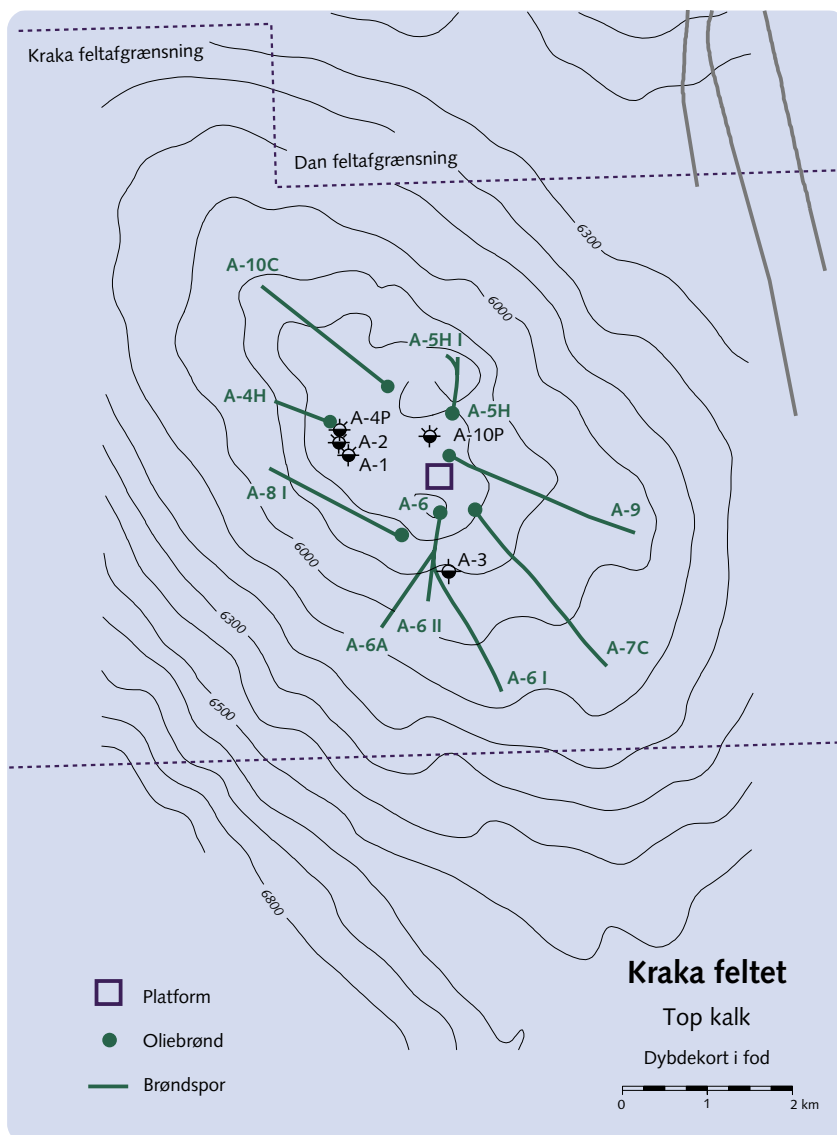 Kraka feltafgrænsning
Dan feltafgrænsning
6300
A-10C
6000
A-5H I
A-4H
A-4P
A-5H
A-2
A-10P
A-1
A-8 I
A-6
A-9
6000
A-3
6300
A-6 II
A-6A
A-7C
A-6 I
6500
6800
Kraka feltet
Top kalk
Dybdekort i fod
0 1 2 km
Platform
Oliebrønd
Brøndspor